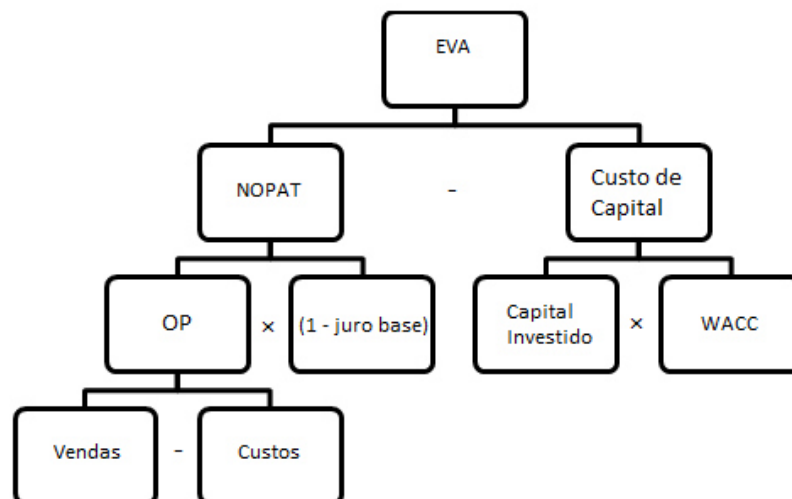 EVA
NOPAT
-
Custo de
Capital
OP
×
(1 - juro base)
Capital
Investido
×
WACC
Vendas
-
Custos